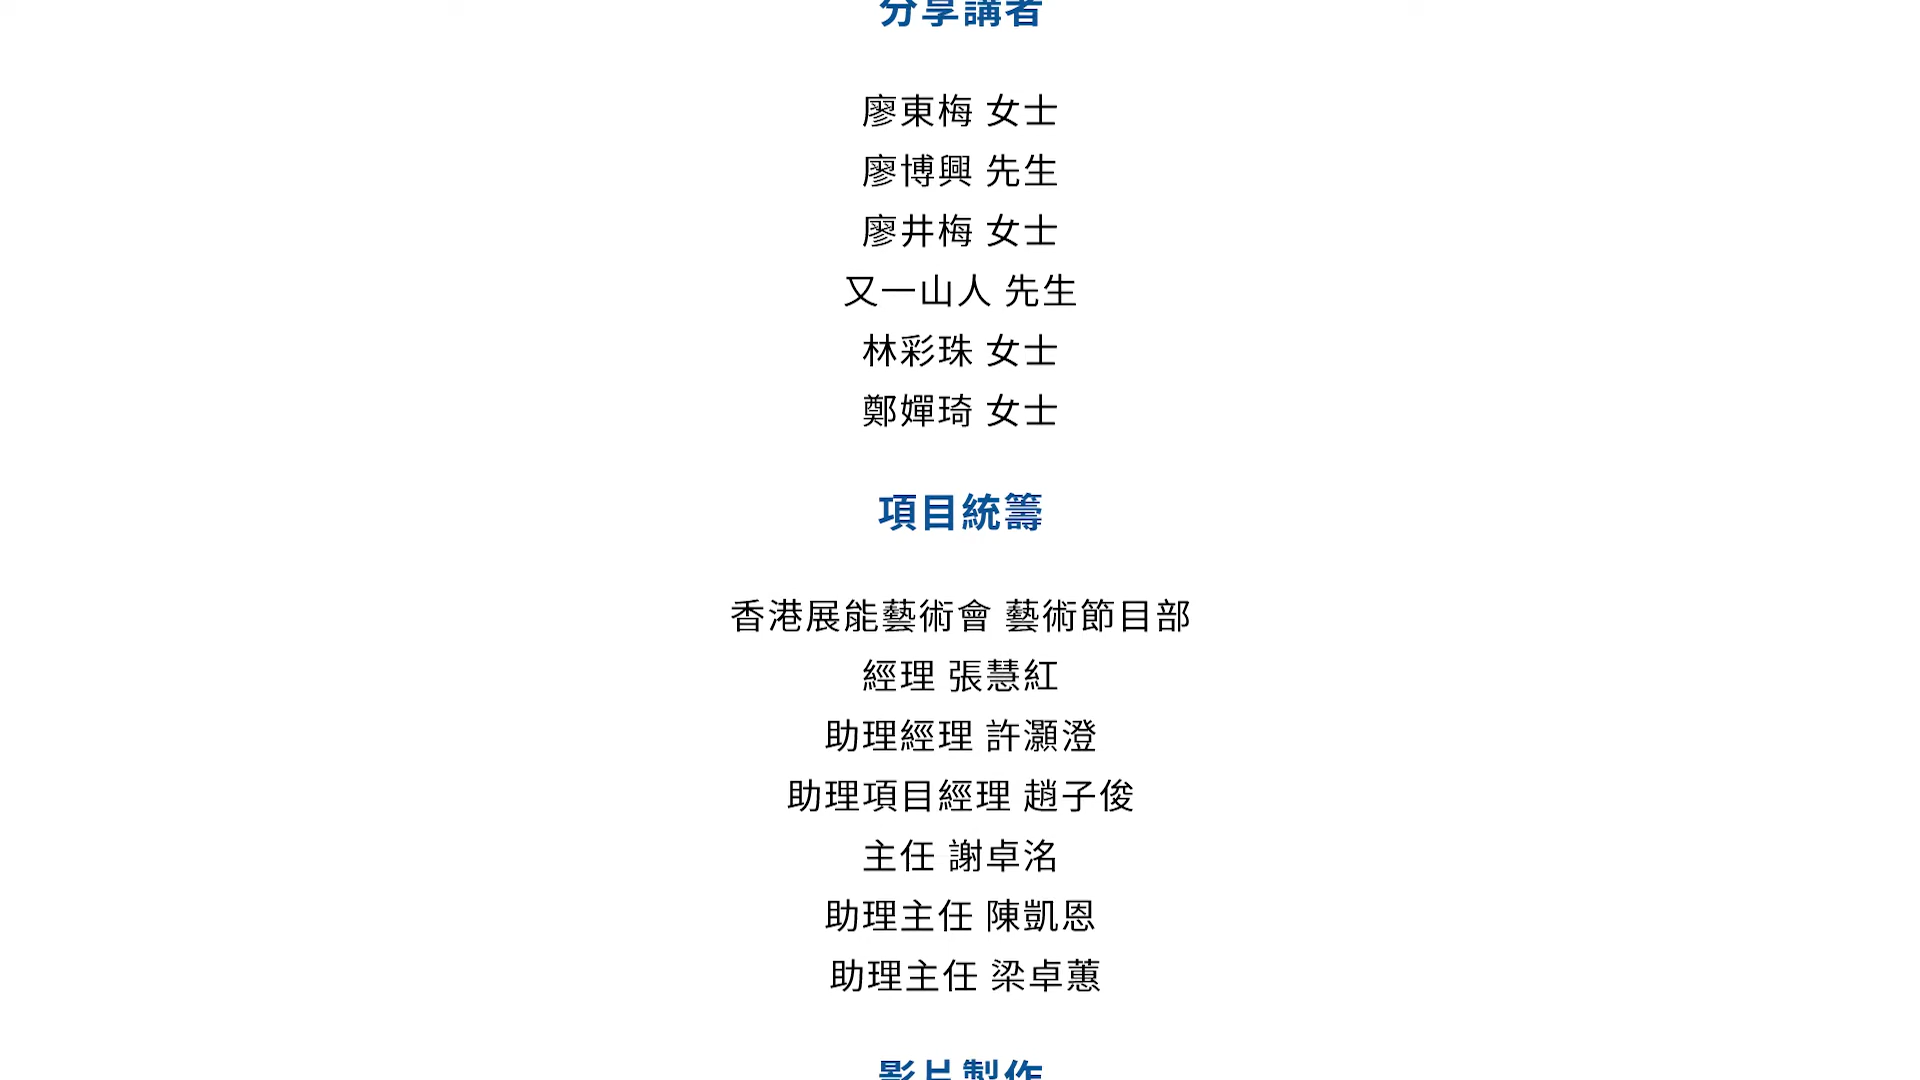 分享講者
廖東梅 女士
廖博興 先生
廖井梅 女士
又一山人 先生
林彩珠 女士
鄭嬋琦 女士
項目統籌
香港展能藝術會 藝術節目部
經理 張慧紅
助理經理 許灝澄
助理項目經理 趙子俊
主任 謝卓洺
助理主任 陳凱恩
助理主任 梁卓蕙
影片製作